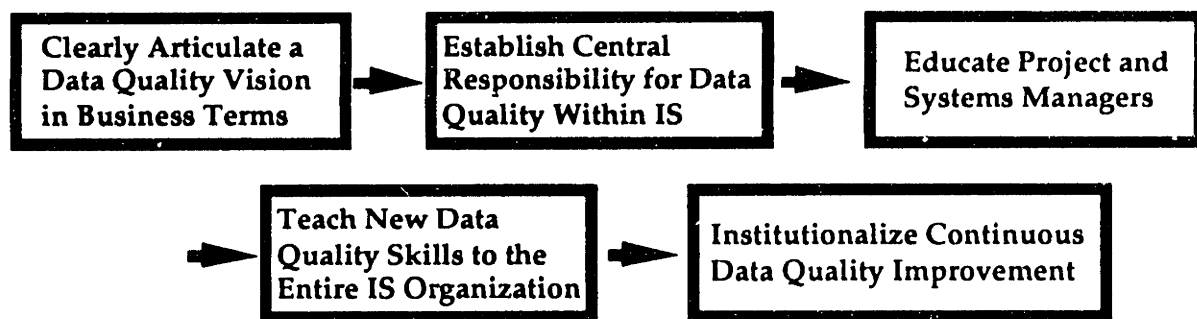 Clearly Articulate a
Data Quality Vision
in Business Terms
Establish Central
Responsibility for Data
Quality Within IS
Educate Project and
Systems Managers
Teach New Data
Quality Skills to the
Entire IS Organization
Institutionalize Continuous
Data Quality Improvement